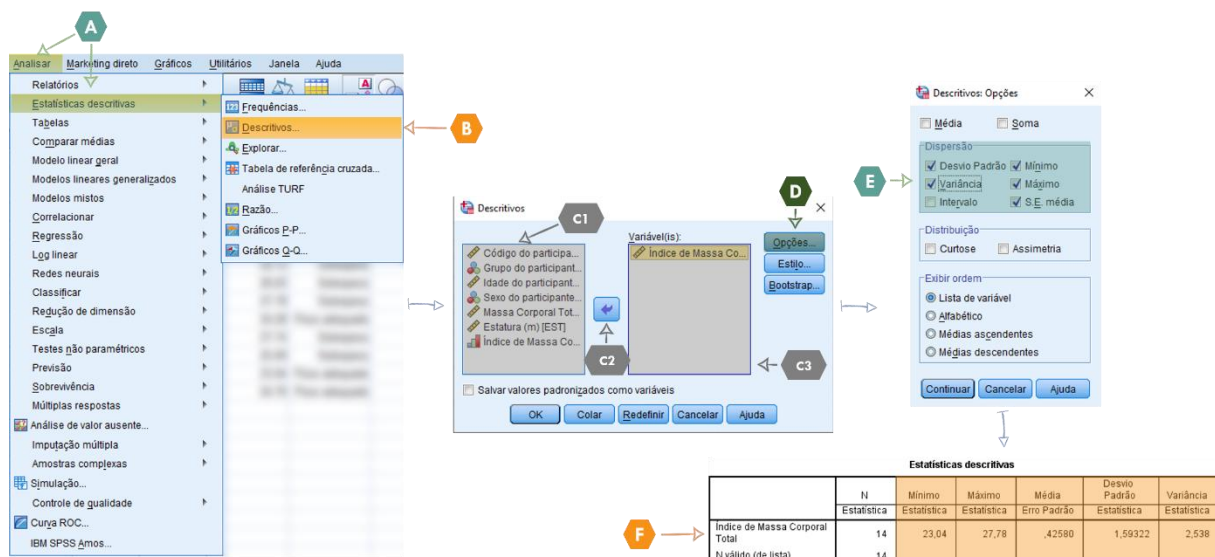 A
Analisar Marketing direto Gráficos Utilitários Janela Ajuda
Relatórios
Estatísticas descritivas
Tabelas
Comparar médias
Modelo linear geral
Modelos lineares generalizados
Modelos mistos
Correlacionar
Regressão
Log linear
Redes neurais
Classificar
Redução de dimensão
Escala
Testes não paramétricos
Previsão
Sobrevivência
Múltiplas respostas
Análise de valor ausente...
Imputação múltipla
Amostras complexas
Simulação...
Controle de qualidade
Curva ROC...
IBM SPSS Amos...
Frequências...
Descritivos...
Explorar...
Tabela de referência cruzada...
Análise TURF
Razão...
Gráficos P-P...
Gráficos Q-Q...
B
Descritivos
C1
D
Código do participa...
Grupo do participant...
Idade do participant...
Sexo do participante...
Massa Corporal Tot...
Estatura (m) [EST]
Índice de Massa Co...
C2
Variável(is):
Índice de Massa Co...
C3
Opções...
Estilo...
Bootstrap...
Salvar valores padronizados como variáveis
OK Colar Redefinir Cancelar Ajuda
Descritivos: Opções
Média Soma
E
Dispersão
Desvio Padrão Mínimo
Variância Máximo
Intervalo S.E. média
Distribuição
Curtose Assimetria
Exibir ordem
Lista de variável
Alfabético
Médias ascendentes
Médias descendentes
Continuar Cancelar Ajuda
Estatísticas descritivas
N Mínimo Máximo Média Desvio Padrão Variância
Estatística Estatística Estatística Erro Padrão Estatística Estatística
F
Índice de Massa Corporal Total 14 23,04 27,78 ,42580 1,59322 2,538
N válido (de lista) 14